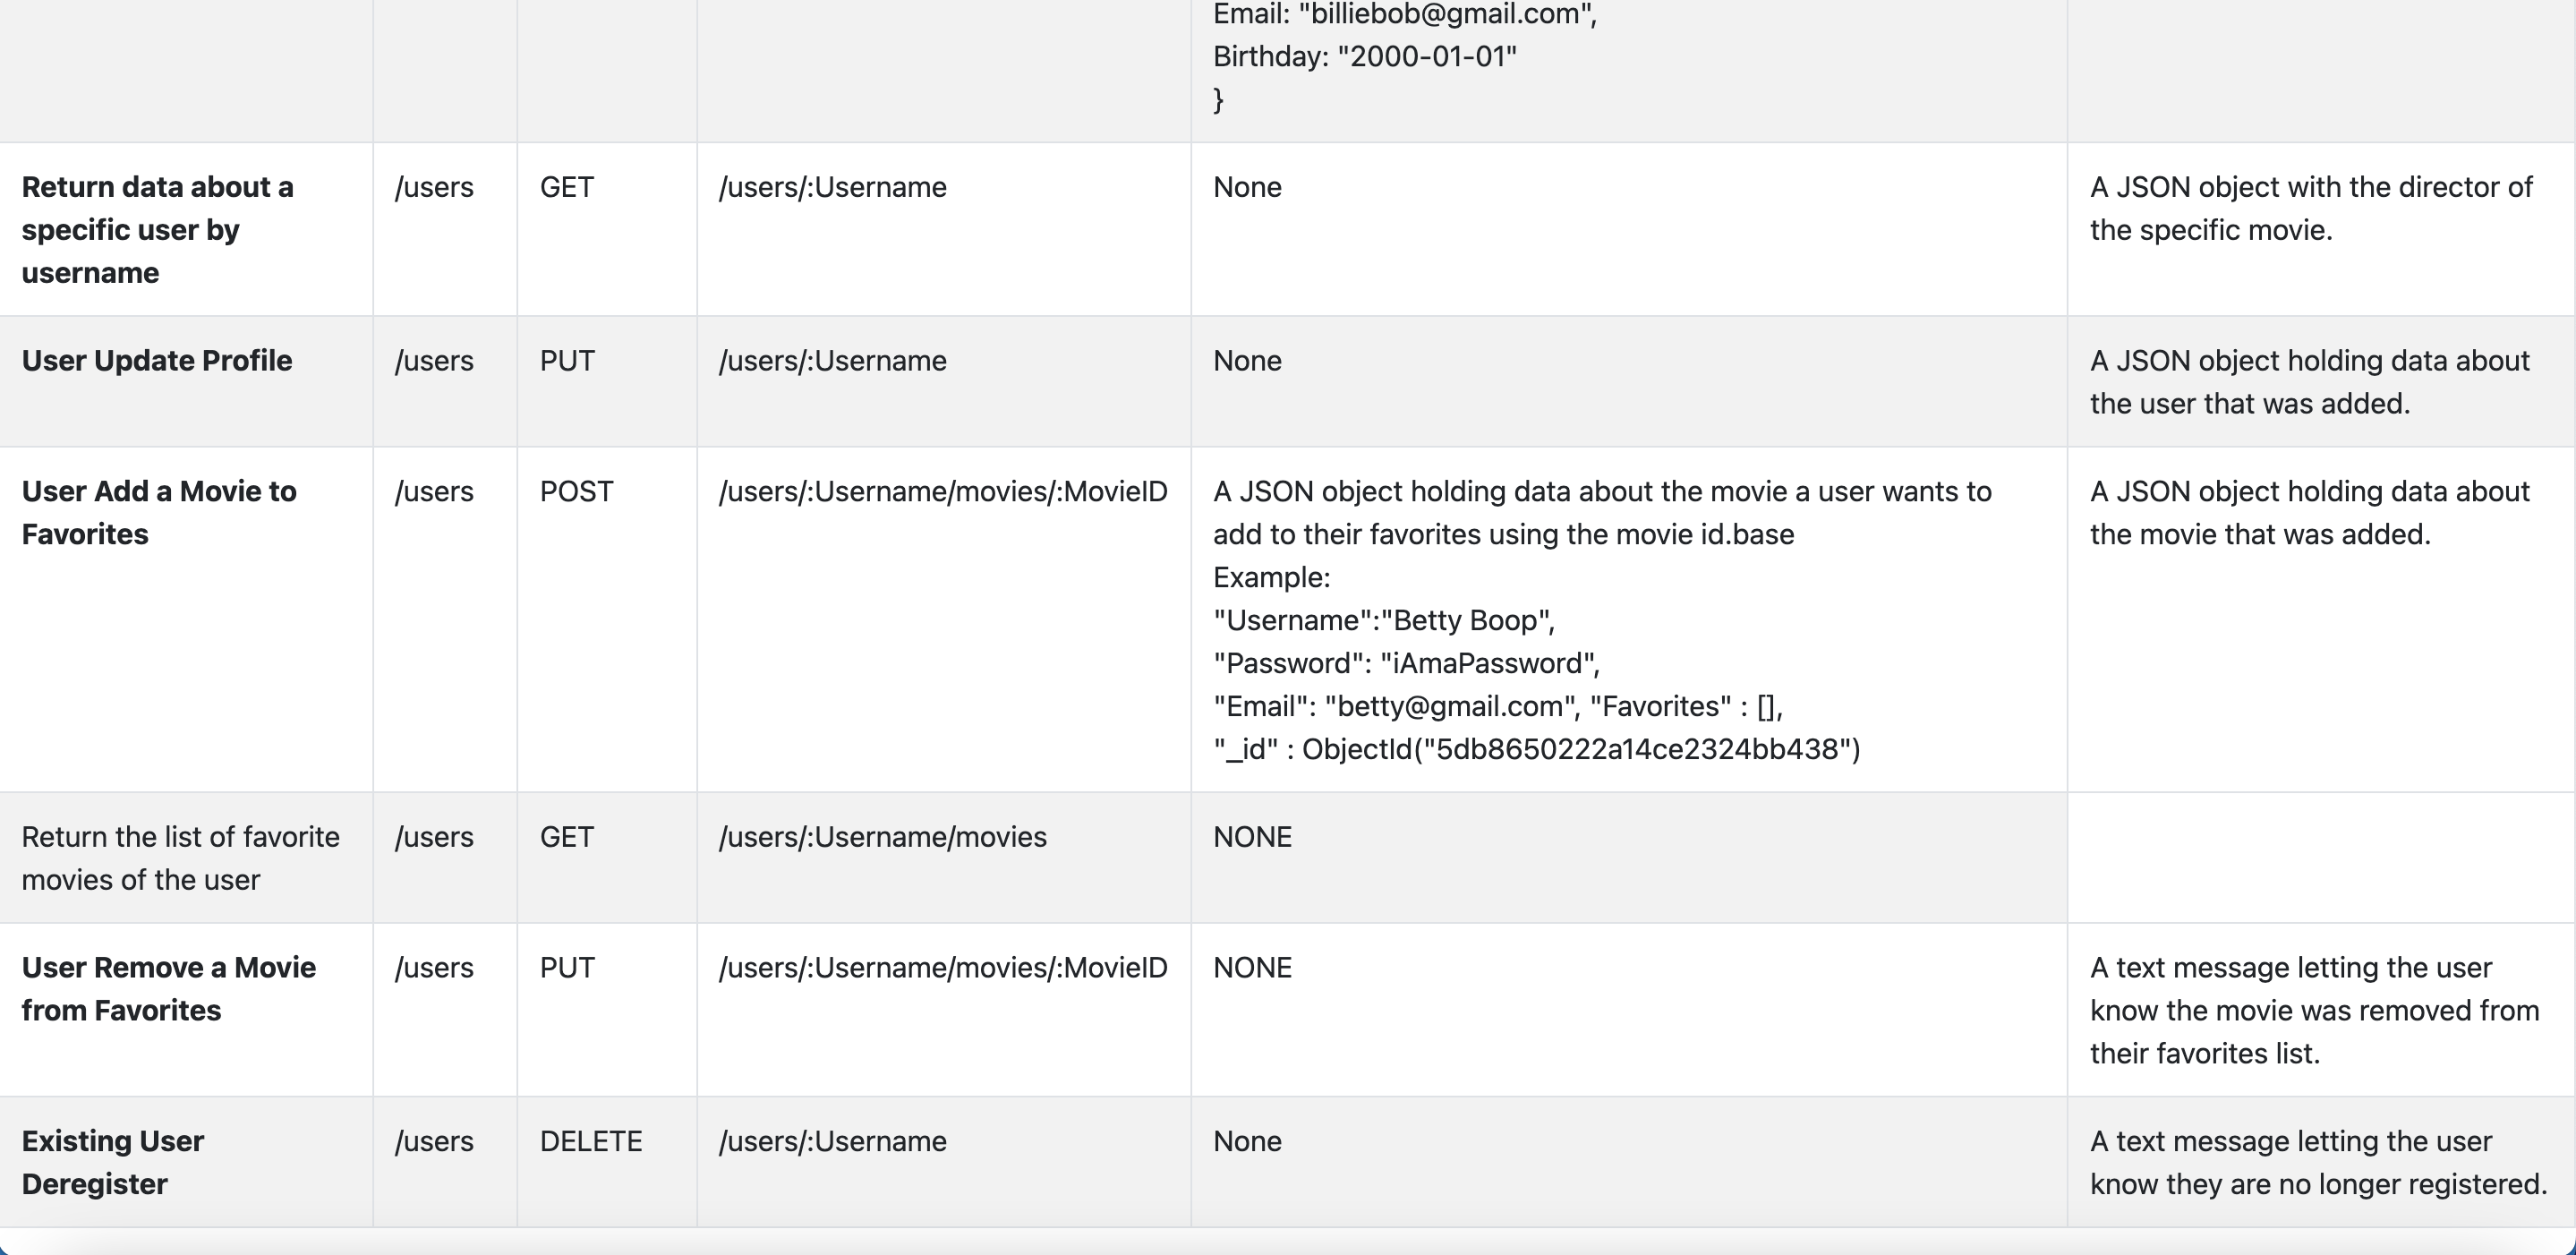 Email: "billiebob@gmail.com",
Birthday: "2000-01-01"
}
Return data about a
specific user by
username
/users
GET
/users/:Username
None
A JSON object with the director of
the specific movie.
User Update Profile
/users
PUT
/users/:Username
None
A JSON object holding data about
the user that was added.
User Add a Movie to
Favorites
/users
POST
/users/:Username/movies/:MovieID
A JSON object holding data about the movie a user wants to
add to their favorites using the movie id.base
Example:
"Username":"Betty Boop",
"Password": "iAmaPassword",
"Email": "betty@gmail.com", "Favorites" : [],
"_id" : ObjectId("5db8650222a14ce2324bb438")
A JSON object holding data about
the movie that was added.
Return the list of favorite
movies of the user
/users
GET
/users/:Username/movies
NONE
User Remove a Movie
from Favorites
/users
PUT
/users/:Username/movies/:MovieID
NONE
A text message letting the user
know the movie was removed from
their favorites list.
Existing User
Deregister
/users
DELETE
/users/:Username
None
A text message letting the user
know they are no longer registered.